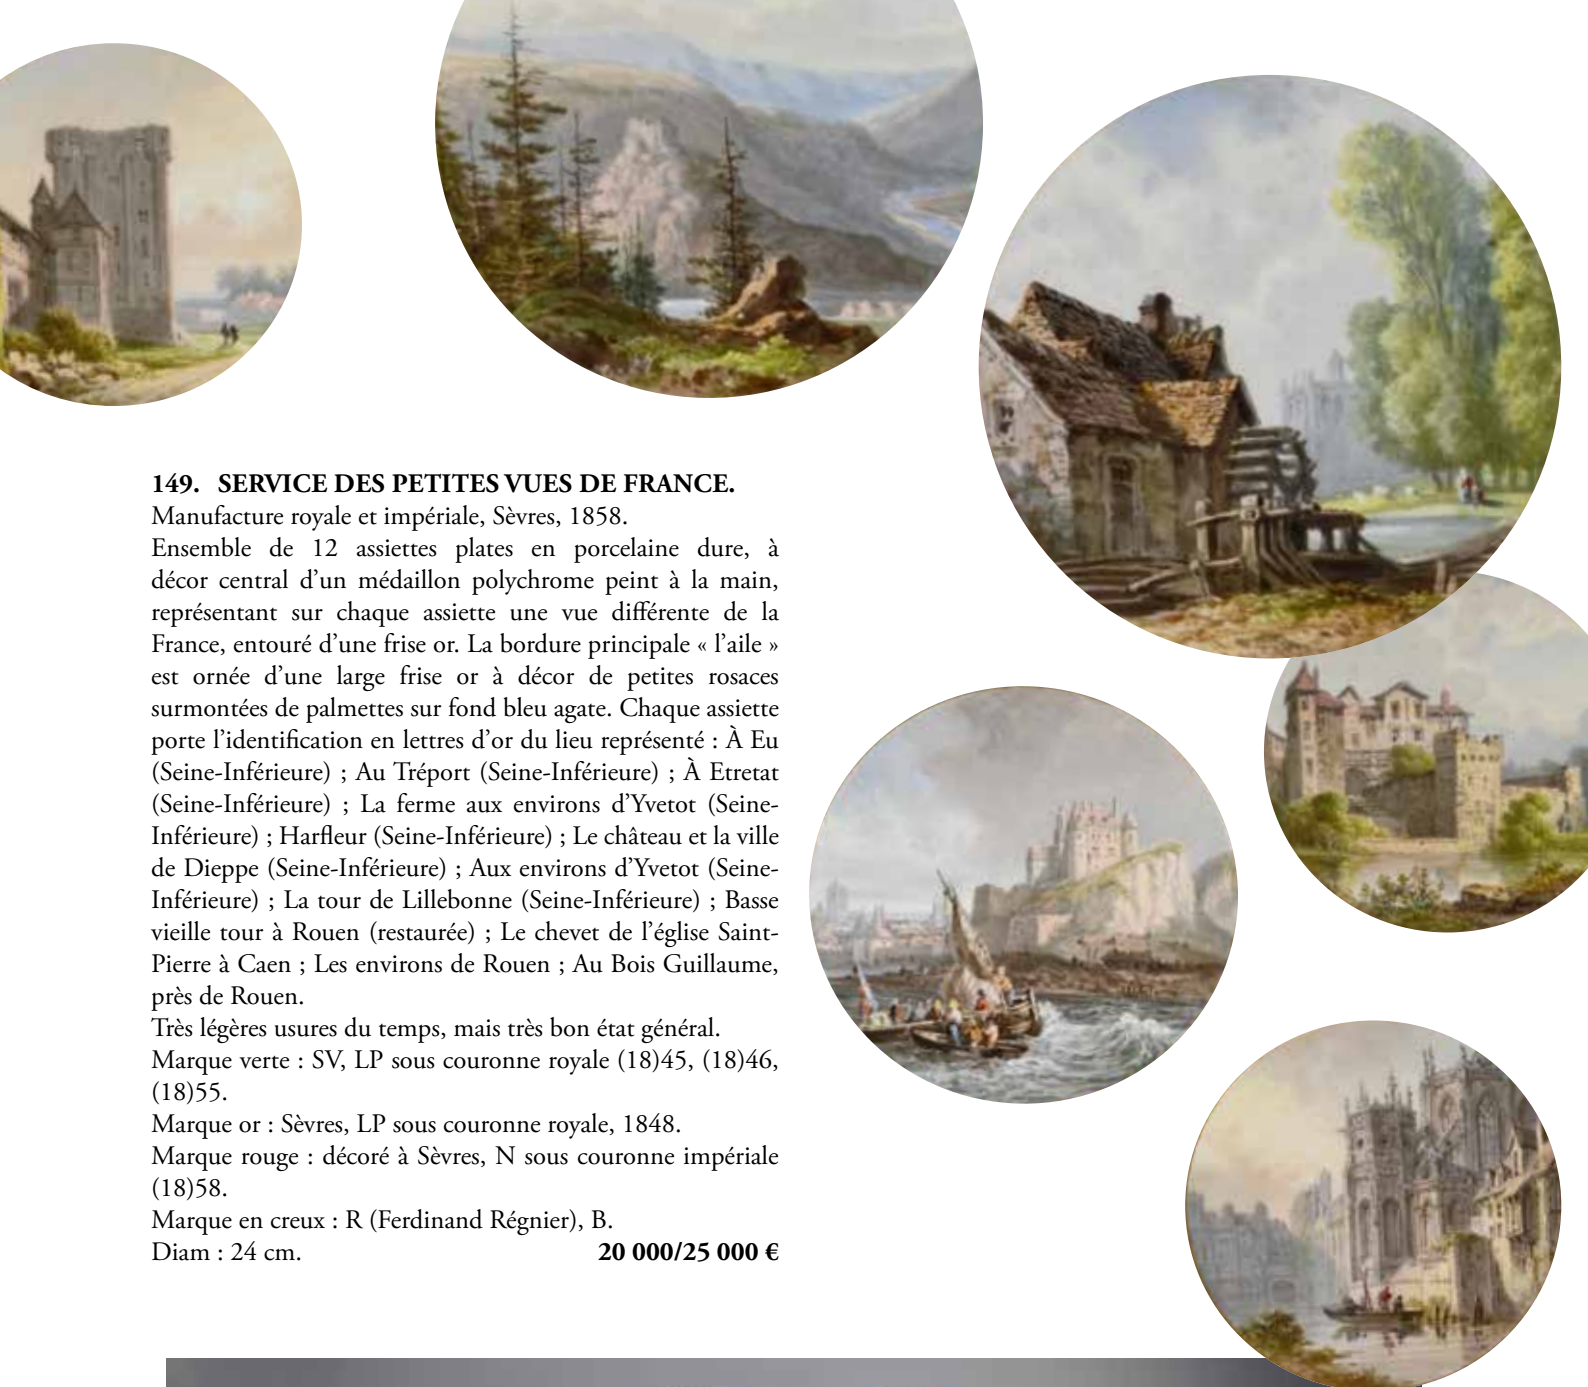 149. SERVICE DES PETITES VUES DE FRANCE.
Manufacture royale et impériale, Sèvres, 1858.
Ensemble de 12 assiettes plates en porcelaine dure, à
décor central d’un médaillon polychrome peint à la main,
représentant sur chaque assiette une vue différente de la
France, entouré d’une frise or. La bordure principale « l’aile »
est ornée d’une large frise or à décor de petites rosaces
surmontées de palmettes sur fond bleu agate. Chaque assiette
porte l’identification en lettres d’or du lieu représenté : À Eu
(Seine-Inférieure) ; Au Tréport (Seine-Inférieure) ; À Etretat
(Seine-Inférieure) ; La ferme aux environs d’Yvetot (Seine-
Inférieure) ; Harfleur (Seine-Inférieure) ; Le château et la ville
de Dieppe (Seine-Inférieure) ; Aux environs d’Yvetot (Seine-
Inférieure) ; La tour de Lillebonne (Seine-Inférieure) ; Basse
vieille tour à Rouen (restaurée) ; Le chevet de l’église Saint-
Pierre à Caen ; Les environs de Rouen ; Au Bois Guillaume,
près de Rouen.
Très légères usures du temps, mais très bon état général.
Marque verte : SV, LP sous couronne royale (18)45, (18)46,
(18)55.
Marque or : Sèvres, LP sous couronne royale, 1848.
Marque rouge : décoré à Sèvres, N sous couronne impériale
(18)58.
Marque en creux : R (Ferdinand Régnier), B.
Diam : 24 cm. 20 000/25 000 €